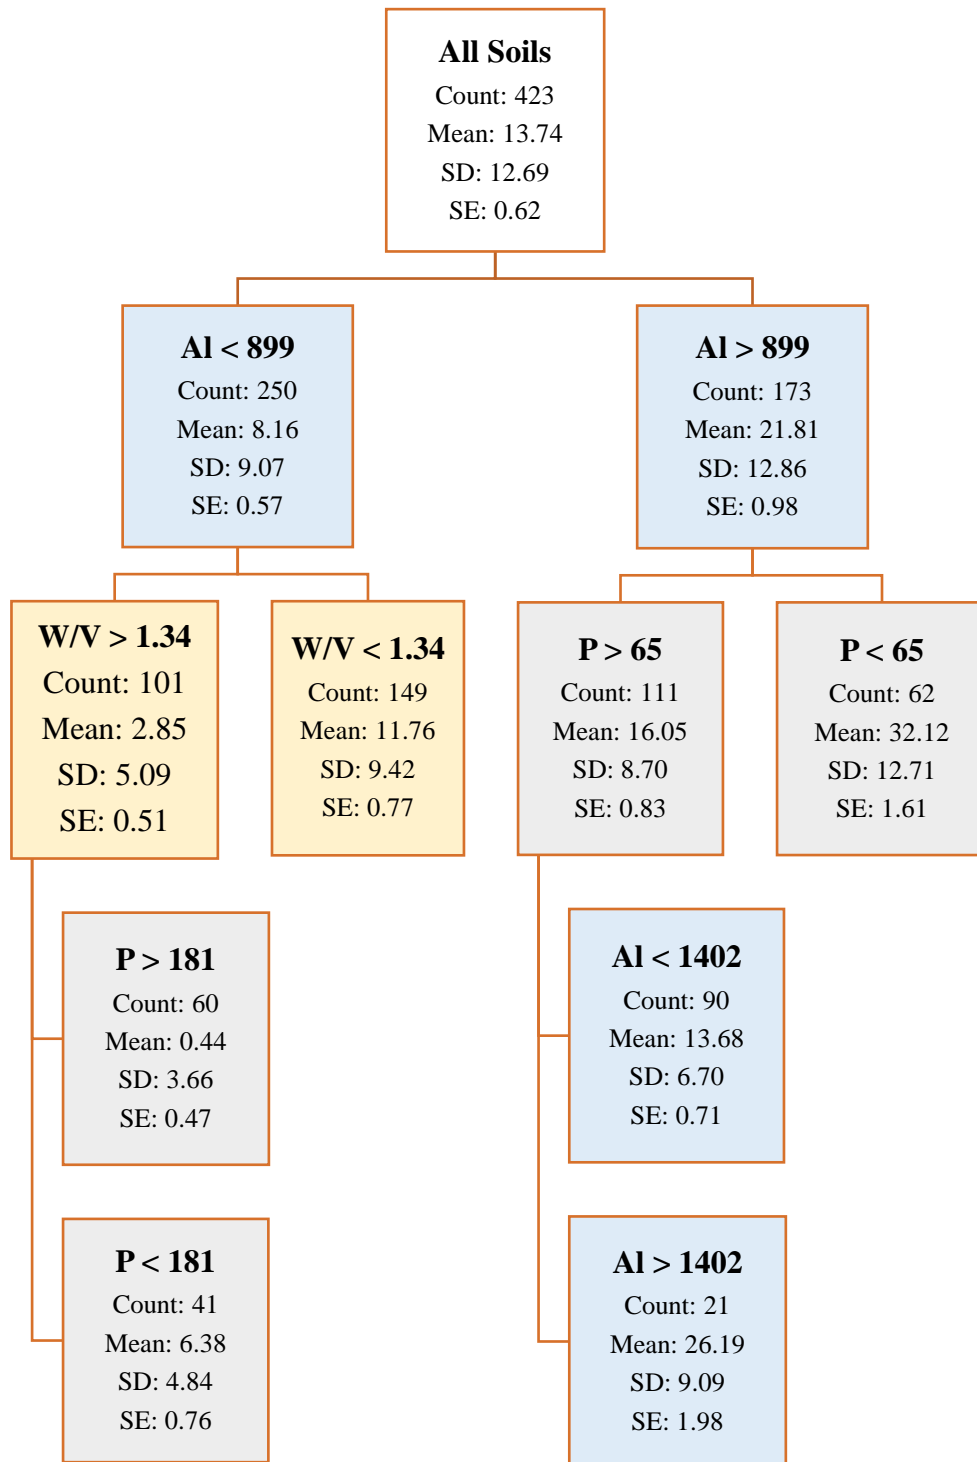 All Soils
Count: 423
Mean: 13.74
SD: 12.69
SE: 0.62
Al < 899
Count: 250
Mean: 8.16
SD: 9.07
SE: 0.57
Al > 899
Count: 173
Mean: 21.81
SD: 12.86
SE: 0.98
W/V > 1.34
Count: 101
Mean: 2.85
SD: 5.09
SE: 0.51
W/V < 1.34
Count: 149
Mean: 11.76
SD: 9.42
SE: 0.77
P > 65
Count: 111
Mean: 16.05
SD: 8.70
SE: 0.83
P < 65
Count: 62
Mean: 32.12
SD: 12.71
SE: 1.61
P > 181
Count: 60
Mean: 0.44
SD: 3.66
SE: 0.47
Al < 1402
Count: 90
Mean: 13.68
SD: 6.70
SE: 0.71
P < 181
Count: 41
Mean: 6.38
SD: 4.84
SE: 0.76
Al > 1402
Count: 21
Mean: 26.19
SD: 9.09
SE: 1.98